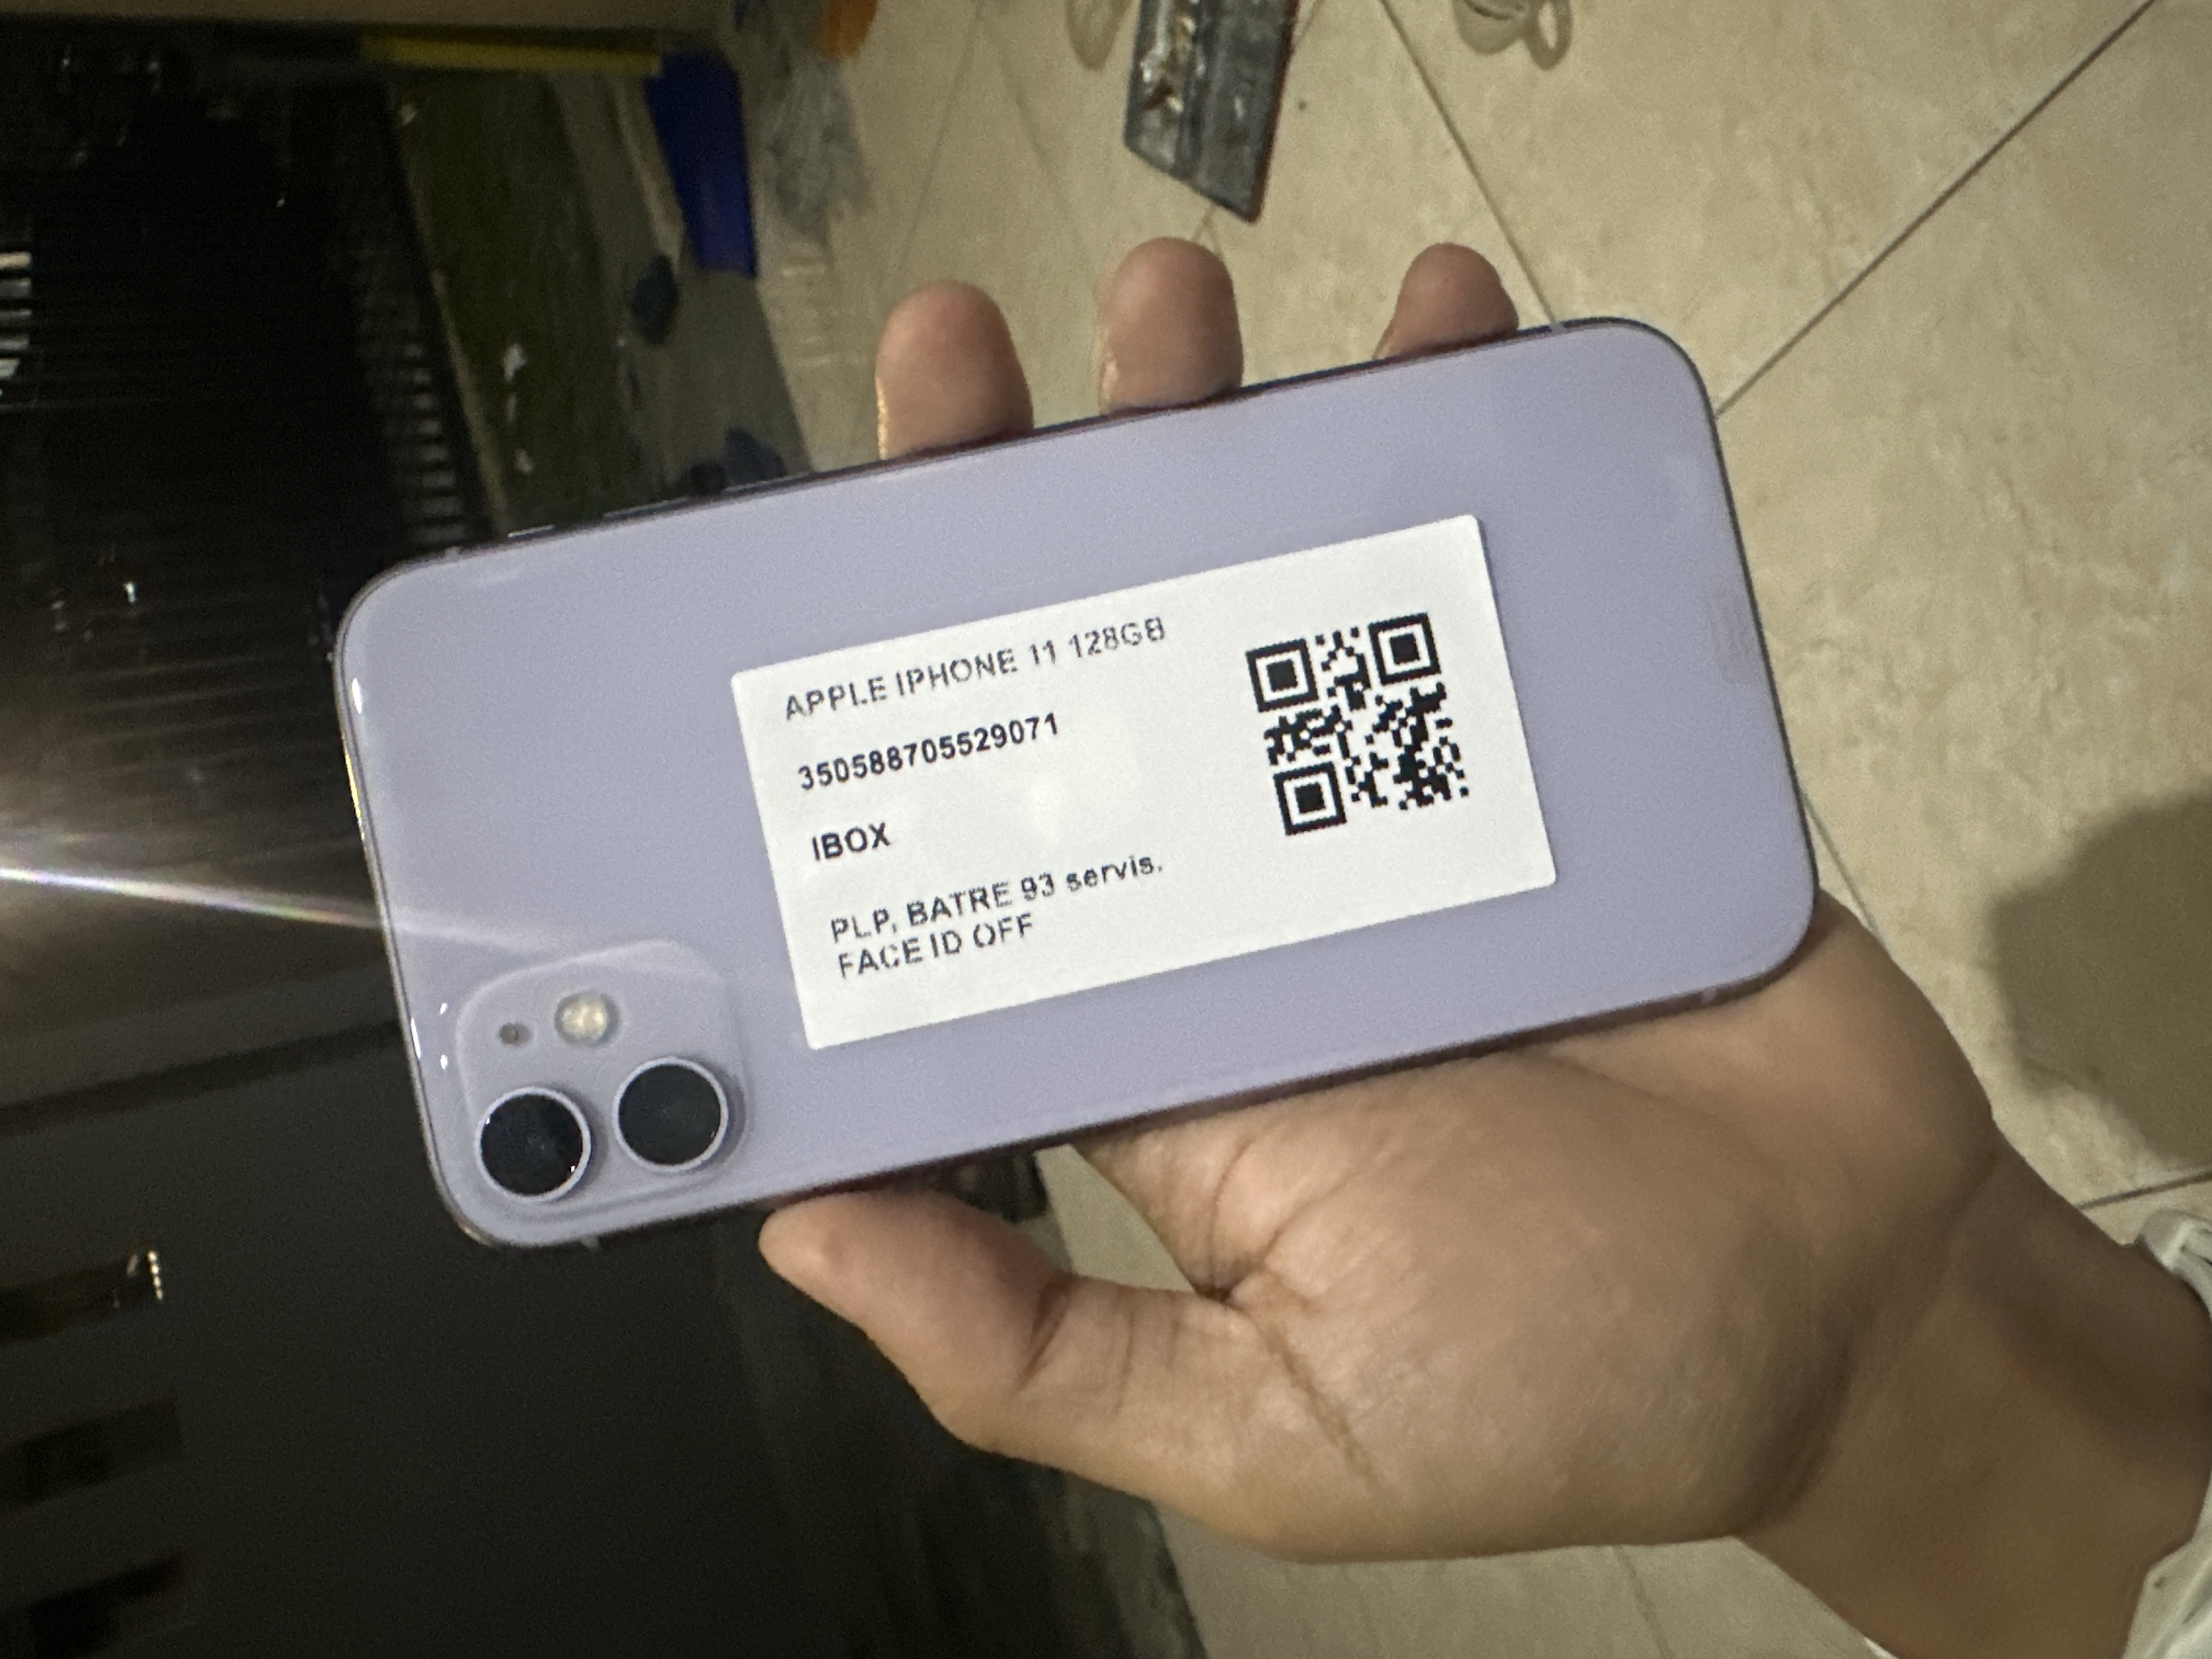 APPLE IPHONE 11 128GB
350588705529071
IBOX
PLP, BATRE 93 servis.
FACE ID OFF